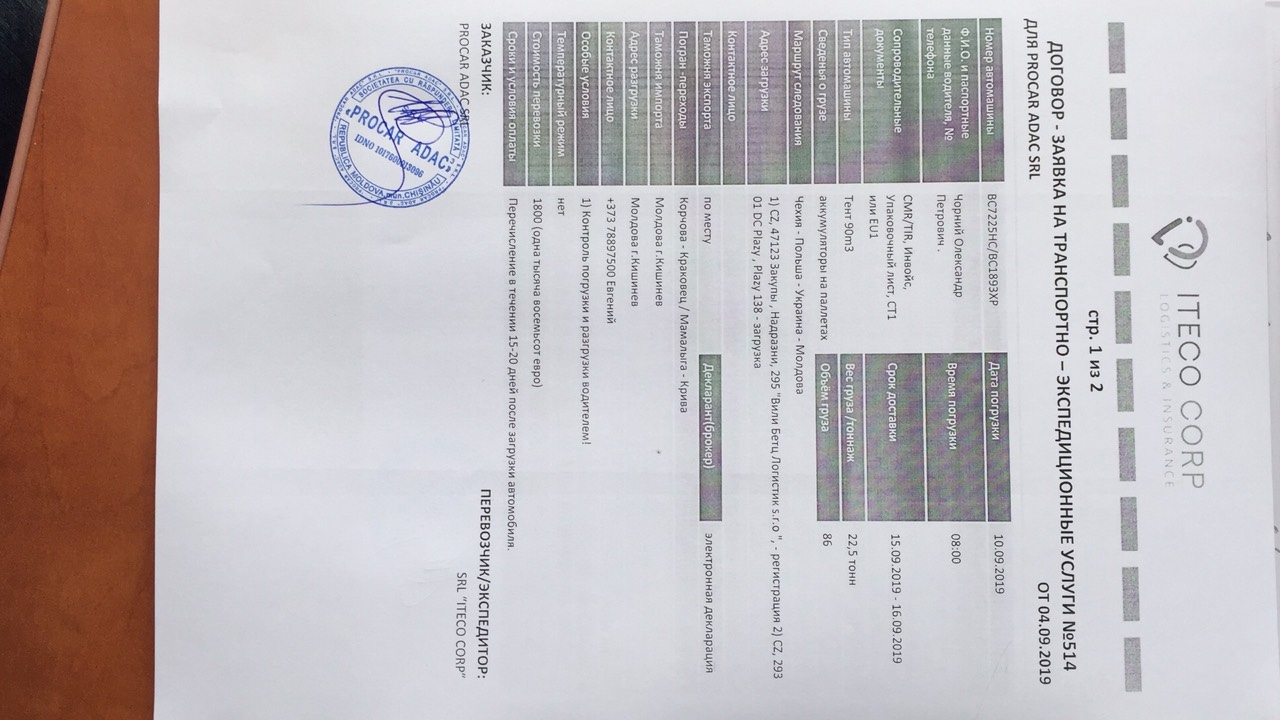 ITECO CORP
LOGISTICS & INSURANCE
стр. 1 из 2
ДОГОВОР - ЗАЯВКА НА ТРАНСПОРТНО – ЭКСПЕДИЦИОННЫЕ УСЛУГИ №514
ДЛЯ PROCAR ADAC SRL ОТ 04.09.2019
Номер автомашины BC7225HC/BC1893XP Дата погрузки 10.09.2019
Ф.И.О. и паспортные Чорний Олександр Время погрузки 08:00
данные водителя, № Петрович .
телефона
Сопроводительные CMR/TIR, Инвойс, Срок доставки 15.09.2019 - 16.09.2019
документы Упаковочный лист, СТ1
или EU1
Тип автомашины Тент 90m3 Вес груза /тоннаж 22,5 тонн
Сведенья о грузе аккумуляторы на паллетах Объём груза 86
Маршрут следования Чехия - Польша - Украина - Молдова
Адрес загрузки 1) CZ, 47123 Закупы , Надразни, 295 "Вили Бетц Логистик s.r.o ", - регистрация 2) CZ, 293
01 DC Plazy , Plazy 138 - загрузка
Контактное лицо
Таможня экспорта по месту Декларант(брокер) электронная декларация
Погран -переходы Корчова - Краковец / Мамалыга - Крива
Таможня импорта Молдова г.Кишинев
Адрес разгрузки Молдова г.Кишинев
Контактное лицо +373 78897500 Евгений
Особые условия 1) Контроль погрузки и разгрузки водителем!
Температурный режим нет
Стоимость перевозки 1800 (одна тысяча восемьсот евро)
Сроки и условия оплаты Перечисление в течении 15-20 дней после загрузки автомобиля.
ЗАКАЗЧИК: ПЕРЕВОЗЧИК/ЭКСПЕДИТОР:
PROCAR ADAC SRL SRL "ITECO CORP"
SOCIETATEA CU RĂSPUNDERE LIMITATĂ
«PROCAR ADAC»
IDNO
REPUBLICA MOLDOVA, mun. CHIŞINĂU